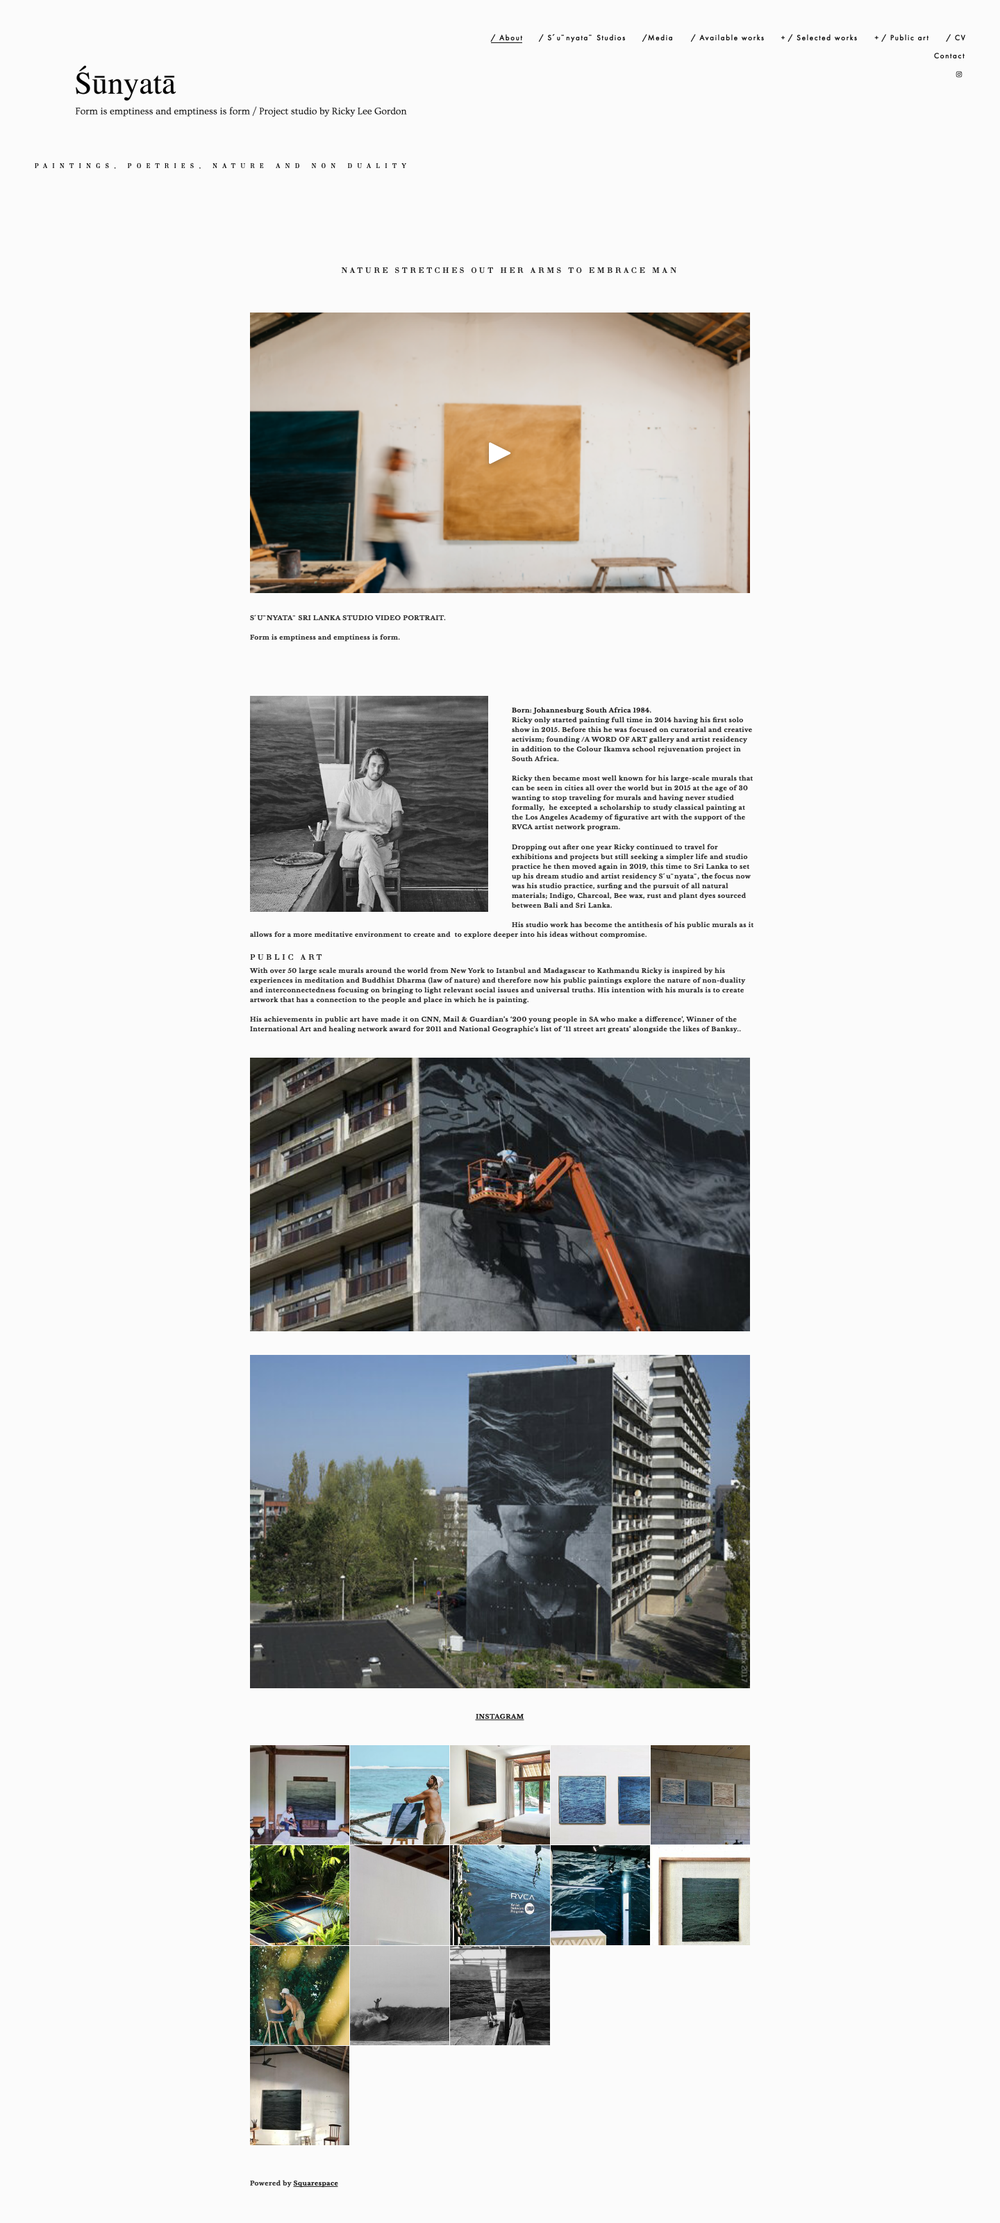 / About / S´u¯nyata¯ Studios /Media / Available works + / Selected works + / Public art / CV
Contact
Śūnyatā
Form is emptiness and emptiness is form / Project studio by Ricky Lee Gordon
PAINTINGS, POETRIES, NATURE AND NON DUALITY
NATURE STRETCHES OUT HER ARMS TO EMBRACE MAN
S´U¯NYATA¯ SRI LANKA STUDIO VIDEO PORTRAIT.
Form is emptiness and emptiness is form.
Born: Johannesburg South Africa 1984.
Ricky only started painting full time in 2014 having his first solo
show in 2015. Before this he was focused on curatorial and creative
activism; founding /A WORD OF ART gallery and artist residency
in addition to the Colour Ikamva school rejuvenation project in
South Africa.
Ricky then became most well known for his large-scale murals that
can be seen in cities all over the world but in 2015 at the age of 30
wanting to stop traveling for murals and having never studied
formally, he excepted a scholarship to study classical painting at
the Los Angeles Academy of figurative art with the support of the
RVCA artist network program.
Dropping out after one year Ricky continued to travel for
exhibitions and projects but still seeking a simpler life and studio
practice he then moved again in 2019, this time to Sri Lanka to set
up his dream studio and artist residency S´u¯nyata¯, the focus now
was his studio practice, surfing and the pursuit of all natural
materials; Indigo, Charcoal, Bee wax, rust and plant dyes sourced
between Bali and Sri Lanka.
His studio work has become the antithesis of his public murals as it
allows for a more meditative environment to create and to explore deeper into his ideas without compromise.
PUBLIC ART
With over 50 large scale murals around the world from New York to Istanbul and Madagascar to Kathmandu Ricky is inspired by his
experiences in meditation and Buddhist Dharma (law of nature) and therefore now his public paintings explore the nature of non-duality
and interconnectedness focusing on bringing to light relevant social issues and universal truths. His intention with his murals is to create
artwork that has a connection to the people and place in which he is painting.
His achievements in public art have made it on CNN, Mail & Guardian's '200 young people in SA who make a difference', Winner of the
International Art and healing network award for 2011 and National Geographic's list of '11 street art greats' alongside the likes of Banksy..
INSTAGRAM
RVCA
Powered by Squarespace